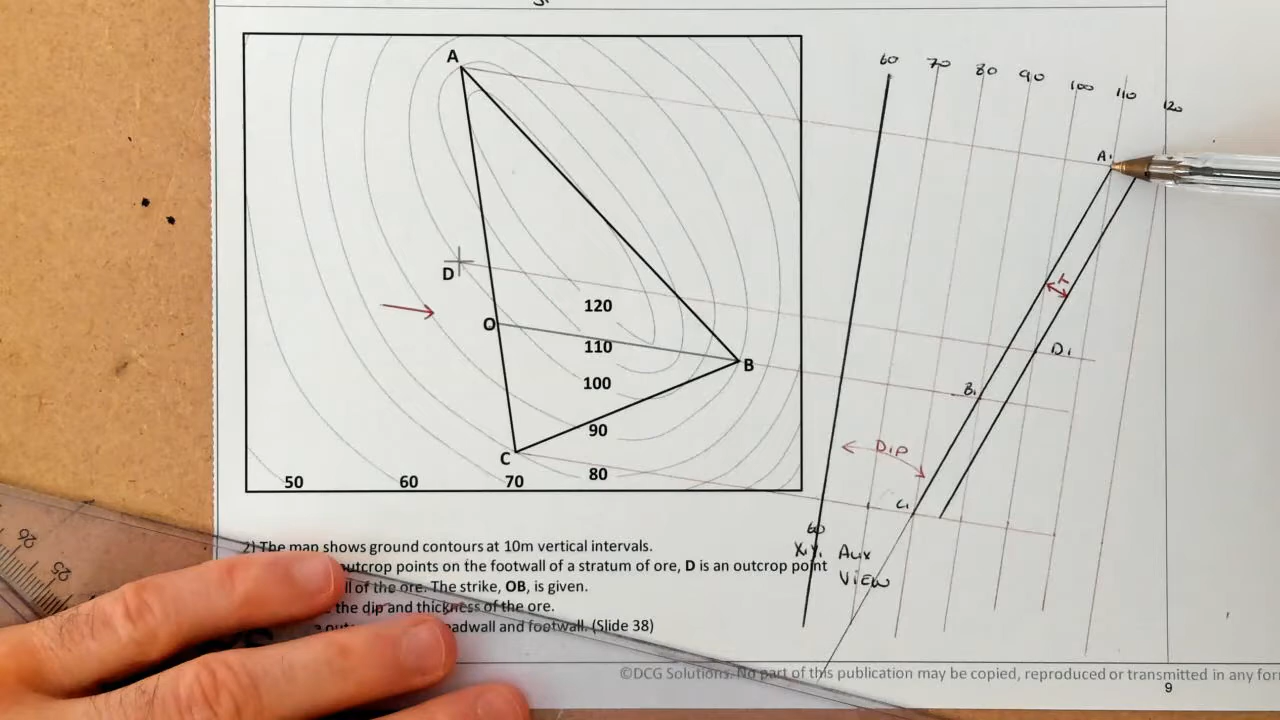 60 70 80 90 100 110 120
A
A1
D
T
120
O
110
D1
B
100
B1
90
DIP
C
80
50 60 70
C1
60
X1Y1 Aux
View
2) The map shows ground contours at 10m vertical intervals.
outcrop points on the footwall of a stratum of ore, D is an outcrop point
of the ore. The strike, OB, is given.
the dip and thickness of the ore.
headwall and footwall. (Slide 38)
©DCG Solutions. No part of this publication may be copied, reproduced or transmitted in any
9
26
25